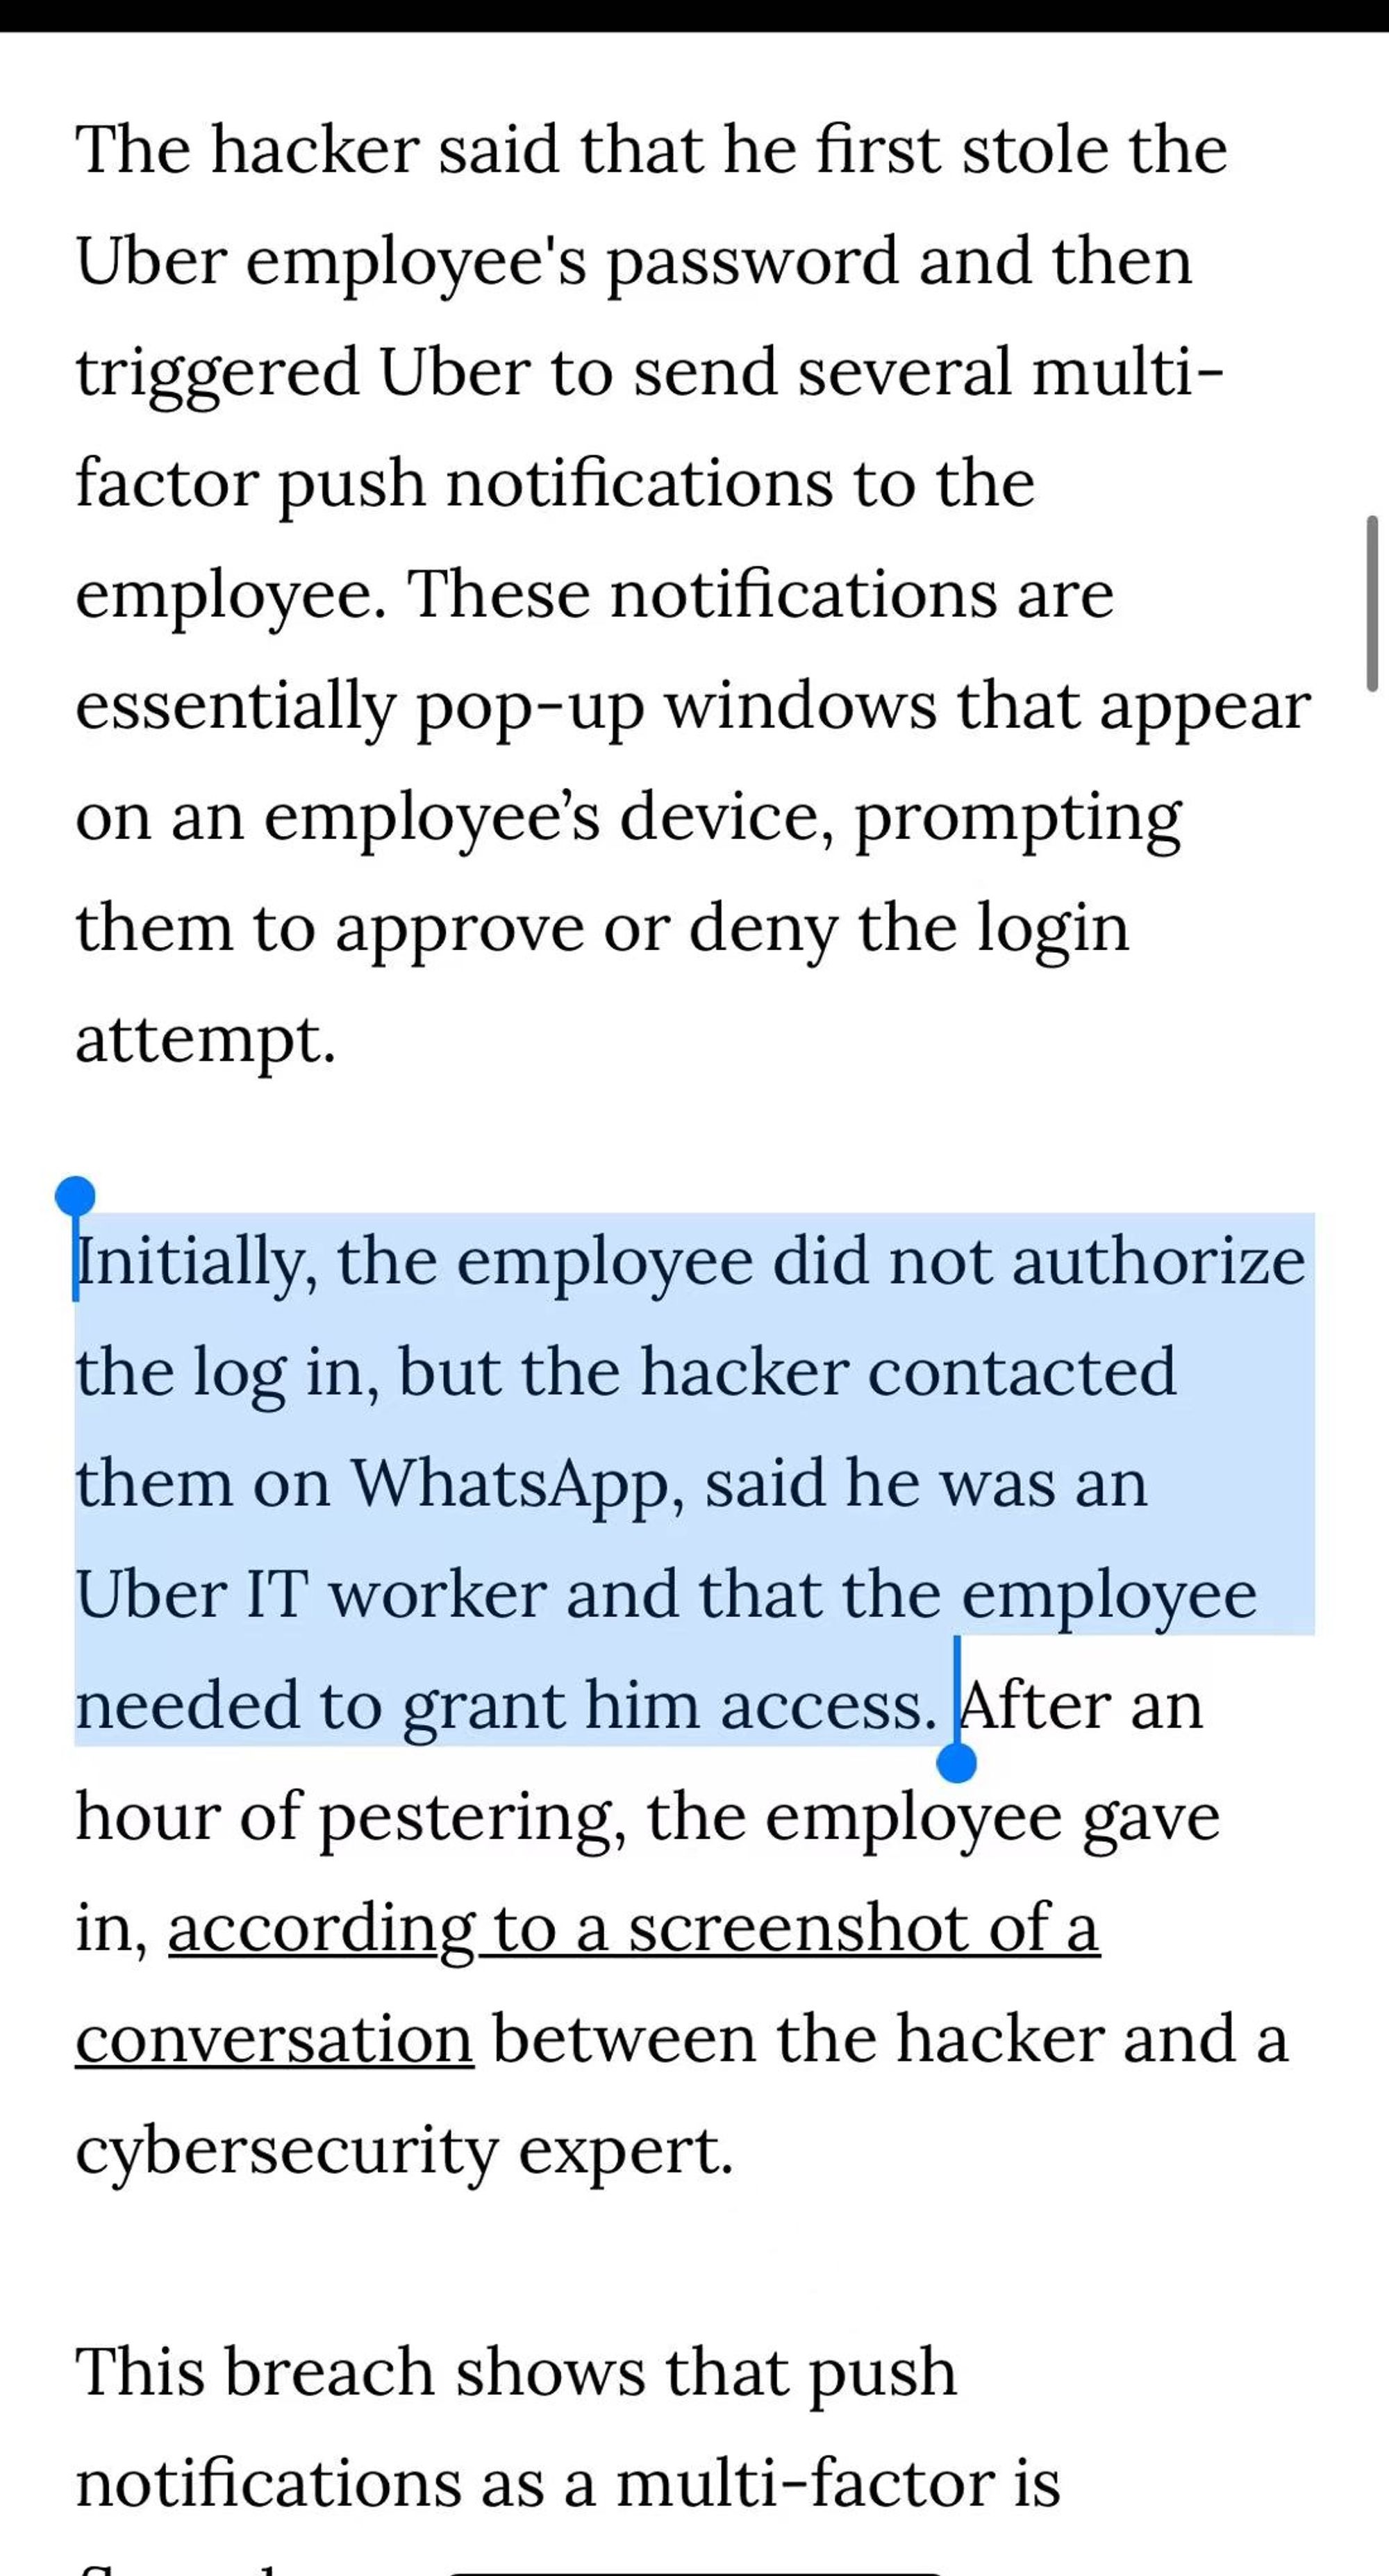 The hacker said that he first stole the
Uber employee's password and then
triggered Uber to send several multi-
factor push notifications to the
employee. These notifications are
essentially pop-up windows that appear
on an employee’s device, prompting
them to approve or deny the login
attempt.
Initially, the employee did not authorize
the log in, but the hacker contacted
them on WhatsApp, said he was an
Uber IT worker and that the employee
needed to grant him access. After an
hour of pestering, the employee gave
in, according to a screenshot of a
conversation between the hacker and a
cybersecurity expert.
This breach shows that push
notifications as a multi-factor is